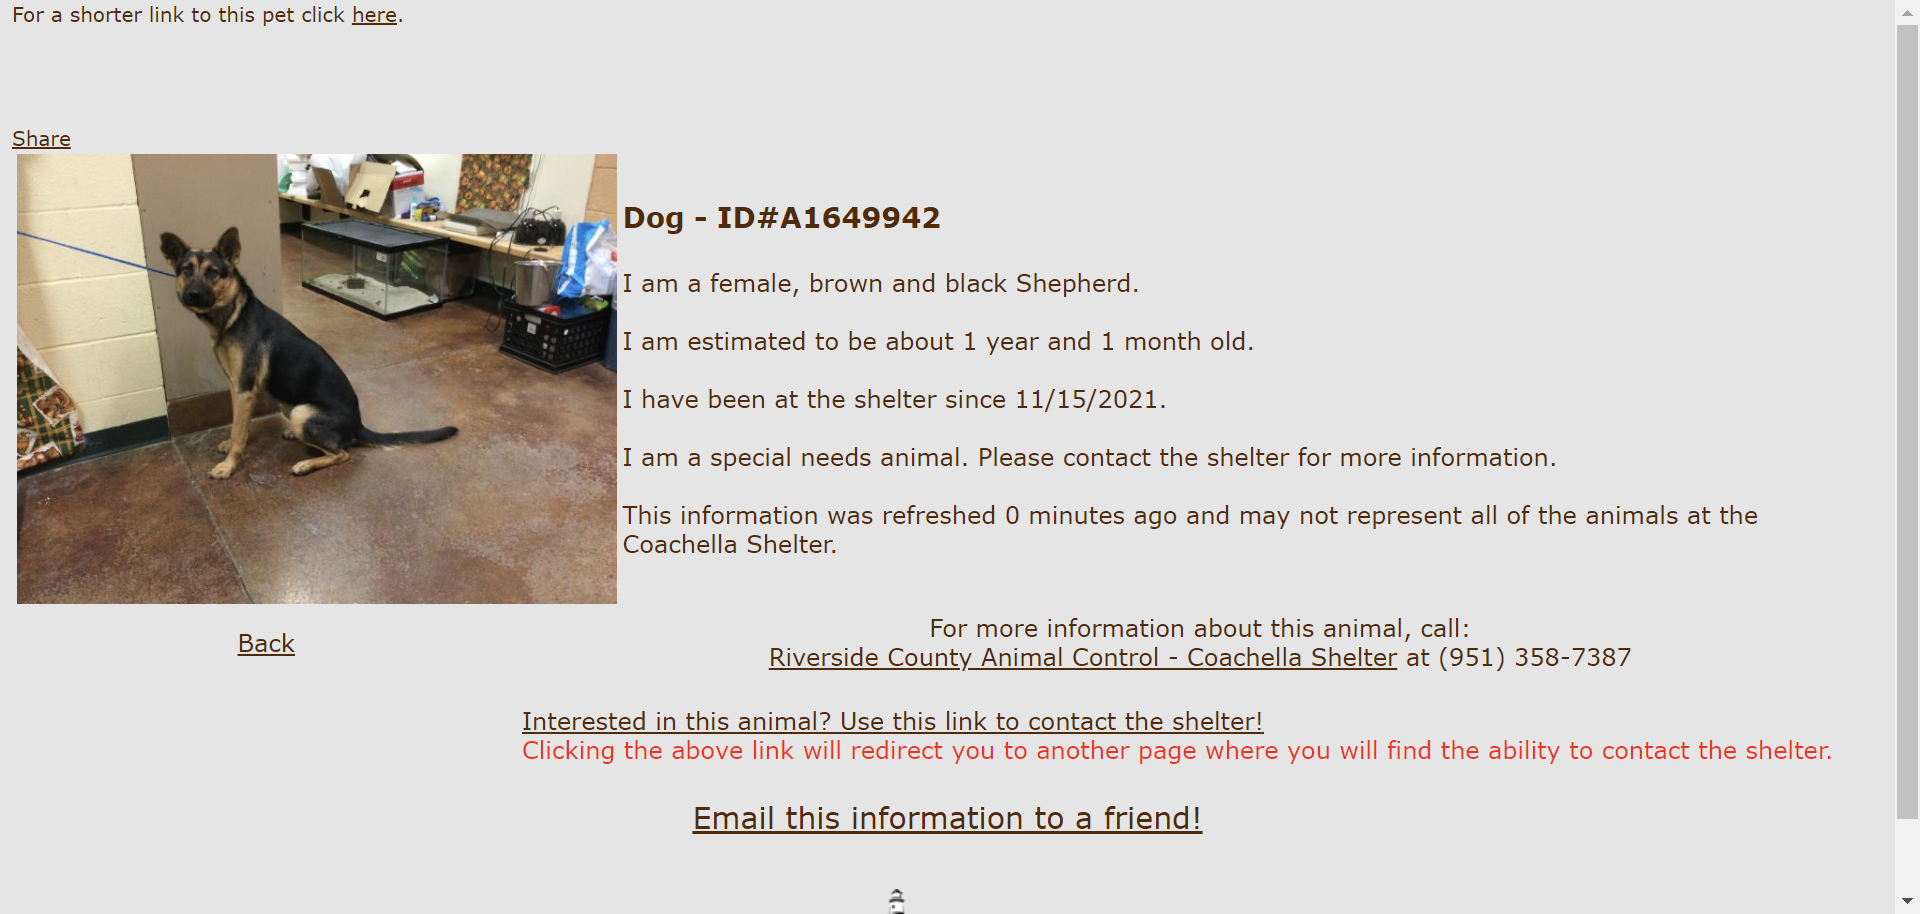 For a shorter link to this pet click here.
Share
Dog - ID#A1649942
I am a female, brown and black Shepherd.
I am estimated to be about 1 year and 1 month old.
I have been at the shelter since 11/15/2021.
I am a special needs animal. Please contact the shelter for more information.
This information was refreshed 0 minutes ago and may not represent all of the animals at the
Coachella Shelter.
Back
For more information about this animal, call:
Riverside County Animal Control - Coachella Shelter at (951) 358-7387
Interested in this animal? Use this link to contact the shelter!
Clicking the above link will redirect you to another page where you will find the ability to contact the shelter.
Email this information to a friend!